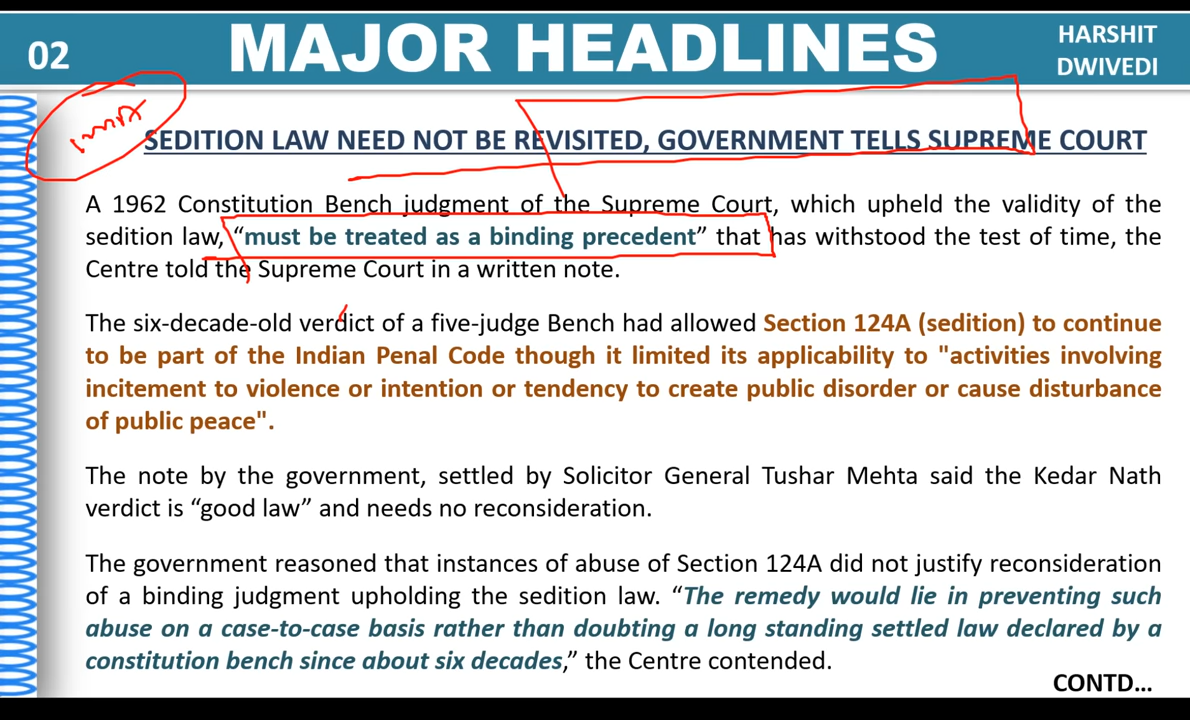 02
MAJOR HEADLINES
HARSHIT
DWIVEDI
SEDITION LAW NEED NOT BE REVISITED, GOVERNMENT TELLS SUPREME COURT
A 1962 Constitution Bench judgment of the Supreme Court, which upheld the validity of the
sedition law, “must be treated as a binding precedent” that has withstood the test of time, the
Centre told the Supreme Court in a written note.
The six-decade-old verdict of a five-judge Bench had allowed Section 124A (sedition) to continue
to be part of the Indian Penal Code though it limited its applicability to "activities involving
incitement to violence or intention or tendency to create public disorder or cause disturbance
of public peace".
The note by the government, settled by Solicitor General Tushar Mehta said the Kedar Nath
verdict is “good law” and needs no reconsideration.
The government reasoned that instances of abuse of Section 124A did not justify reconsideration
of a binding judgment upholding the sedition law. “The remedy would lie in preventing such
abuse on a case-to-case basis rather than doubting a long standing settled law declared by a
constitution bench since about six decades,” the Centre contended.
CONTD...